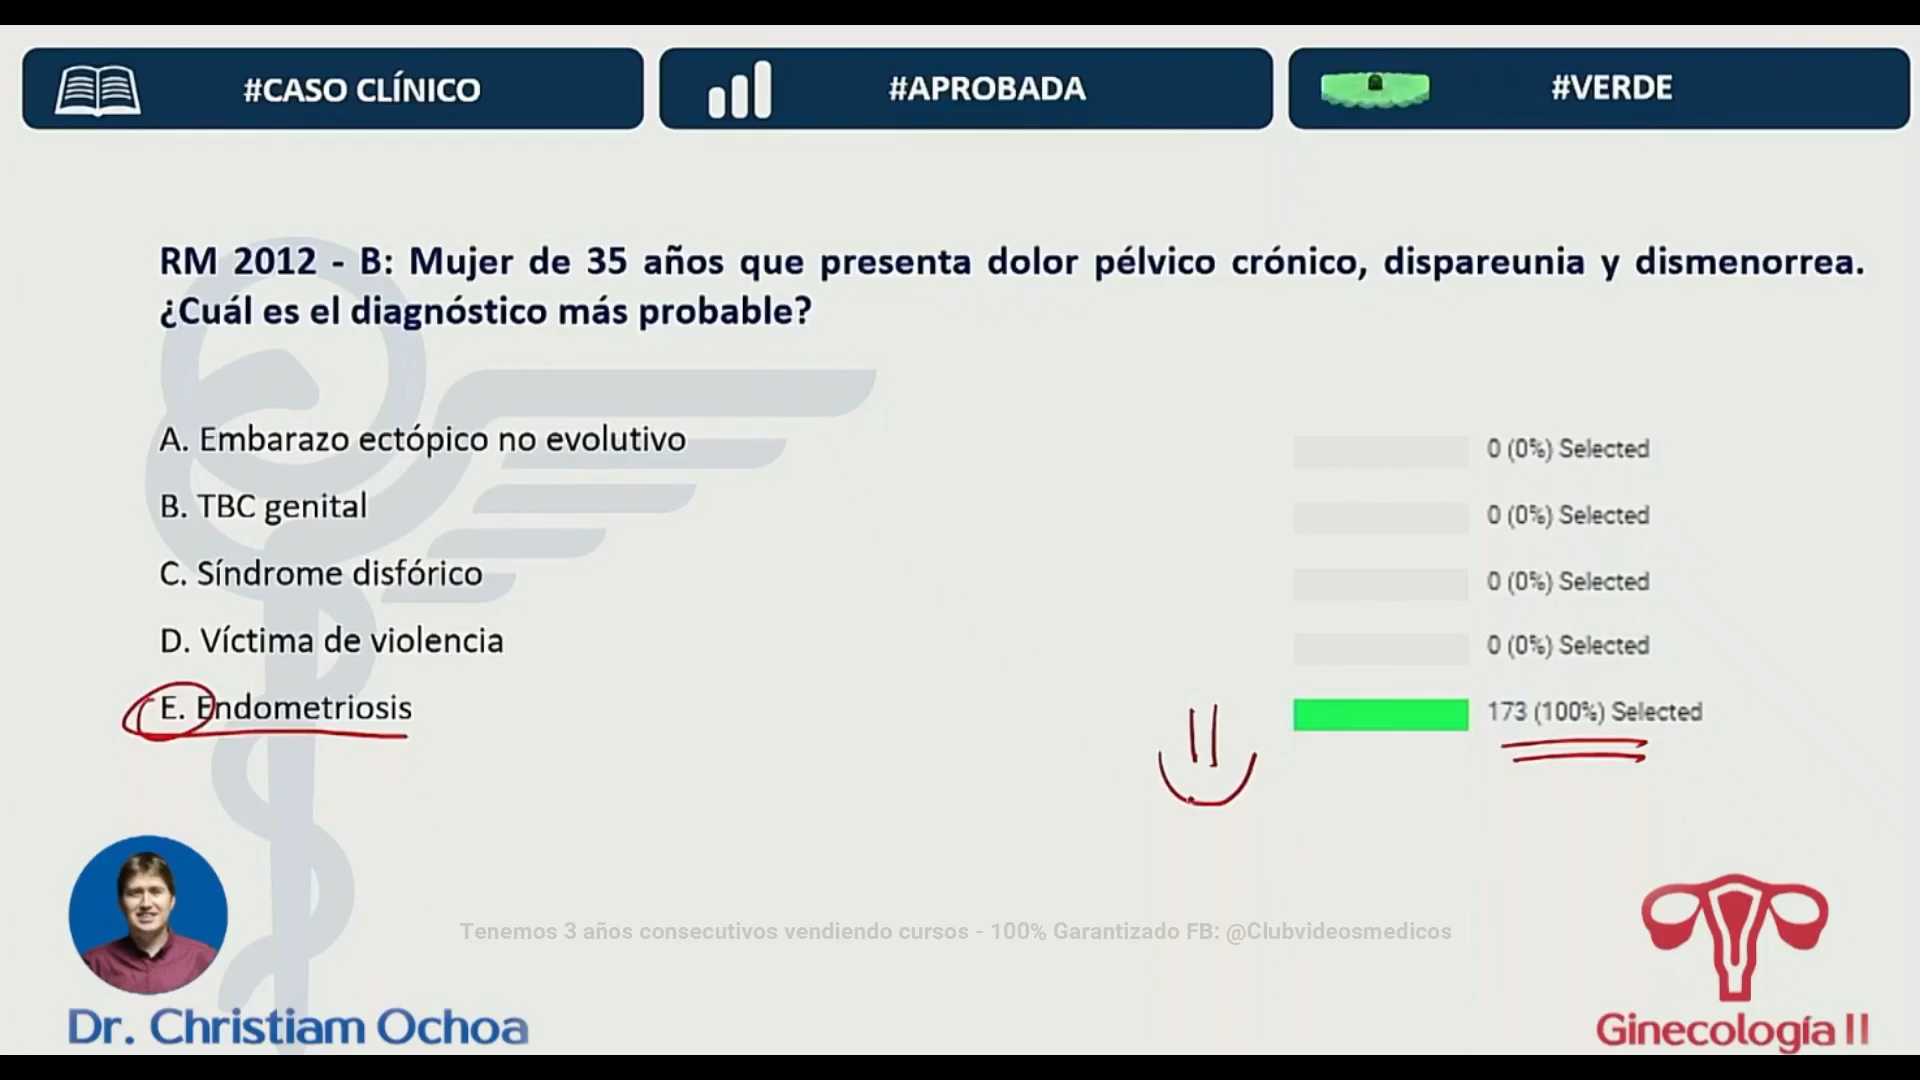 #CASO CLÍNICO
#APROBADA
#VERDE
RM 2012 - B: Mujer de 35 años que presenta dolor pélvico crónico, dispareunia y dismenorrea.
¿Cuál es el diagnóstico más probable?
A. Embarazo ectópico no evolutivo
0 (0%) Selected
B. TBC genital
0 (0%) Selected
C. Síndrome disfórico
0 (0%) Selected
D. Víctima de violencia
0 (0%) Selected
E. Endometriosis
173 (100%) Selected
Tenemos 3 años consecutivos vendiendo cursos - 100% Garantizado FB: @Clubvideosmedicos
Dr. Christiam Ochoa
Ginecología II